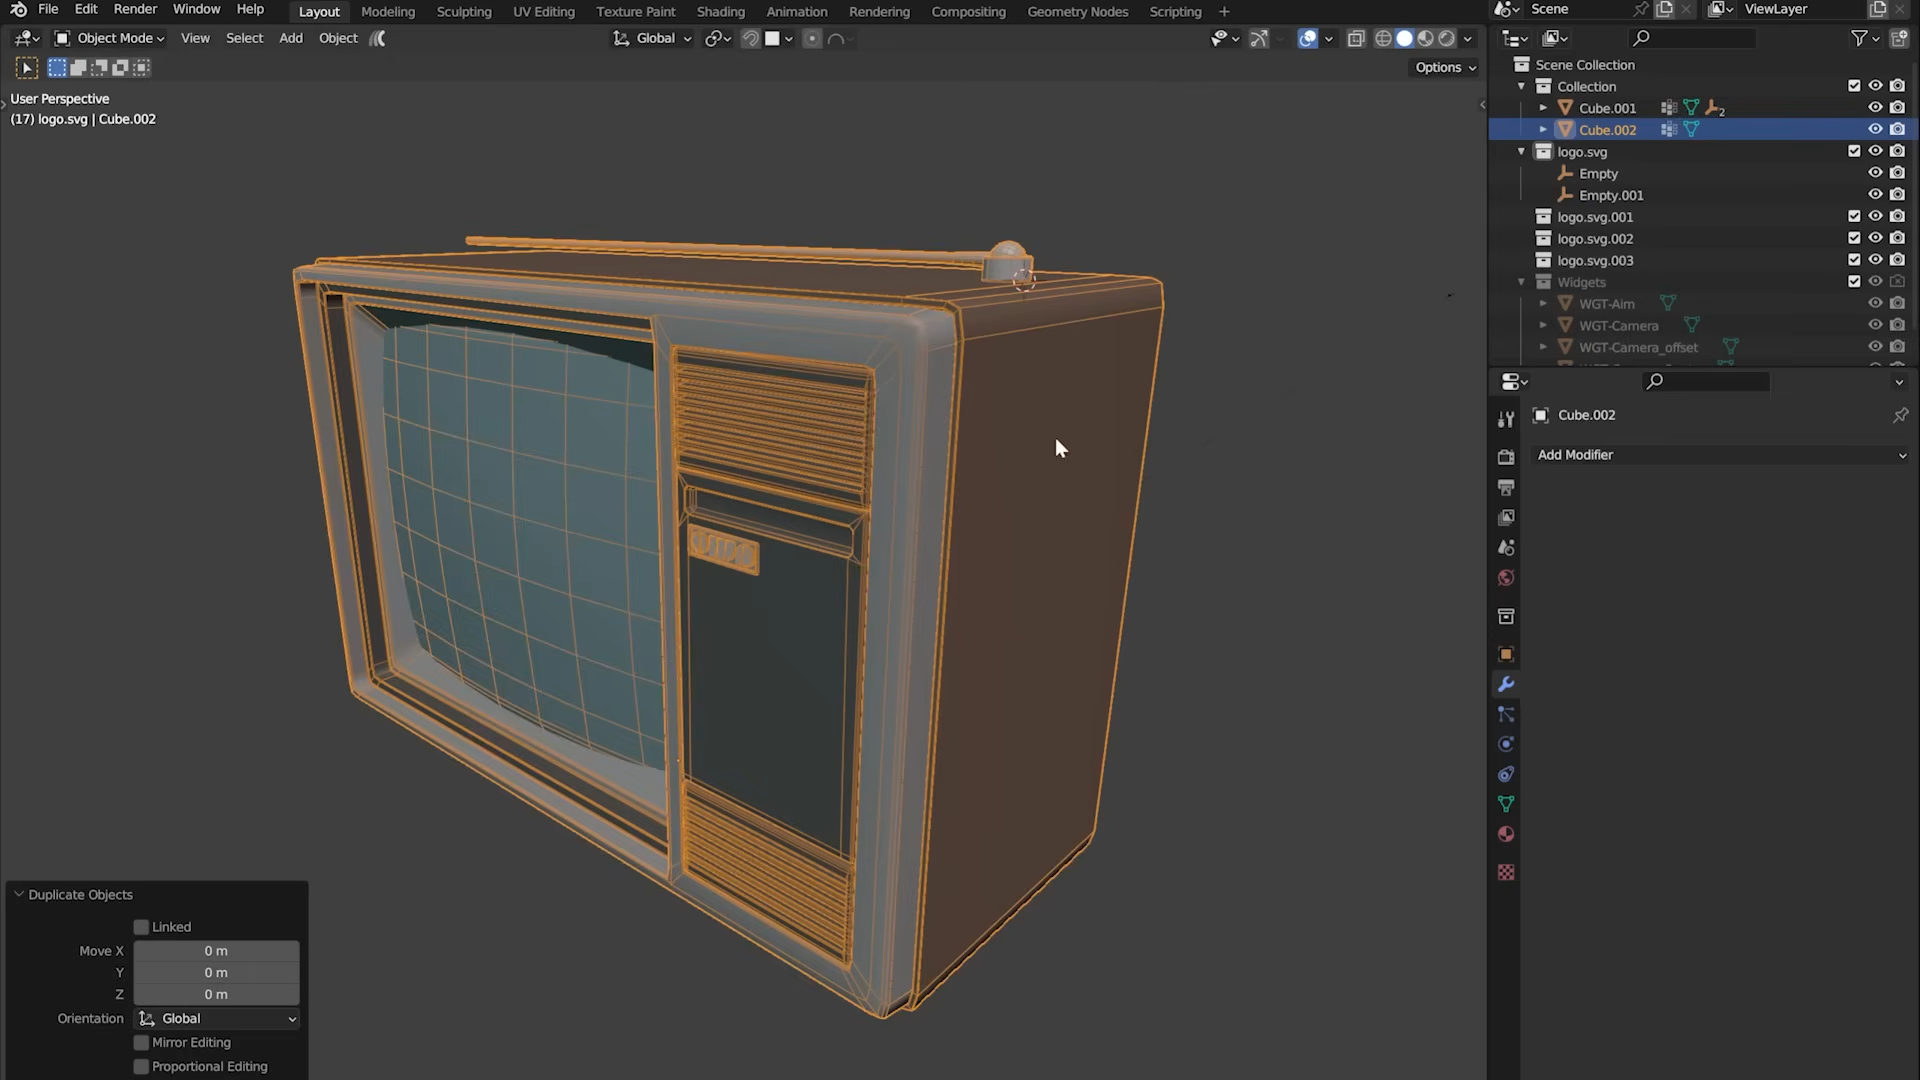 File Edit Render Window Help
Layout Modeling Sculpting UV Editing Texture Paint Shading Animation Rendering Compositing Geometry Nodes Scripting +
Scene
ViewLayer
Object Mode View Select Add Object
Global
Options
User Perspective
(17) logo.svg | Cube.002
Scene Collection
Collection
Cube.001
2
Cube.002
logo.svg
Empty
Empty.001
logo.svg.001
logo.svg.002
logo.svg.003
Widgets
WGT-Aim
WGT-Camera
WGT-Camera_offset
Cube.002
Add Modifier
Duplicate Objects
Linked
Move X 0 m
Y 0 m
Z 0 m
Orientation Global
Mirror Editing
Proportional Editing